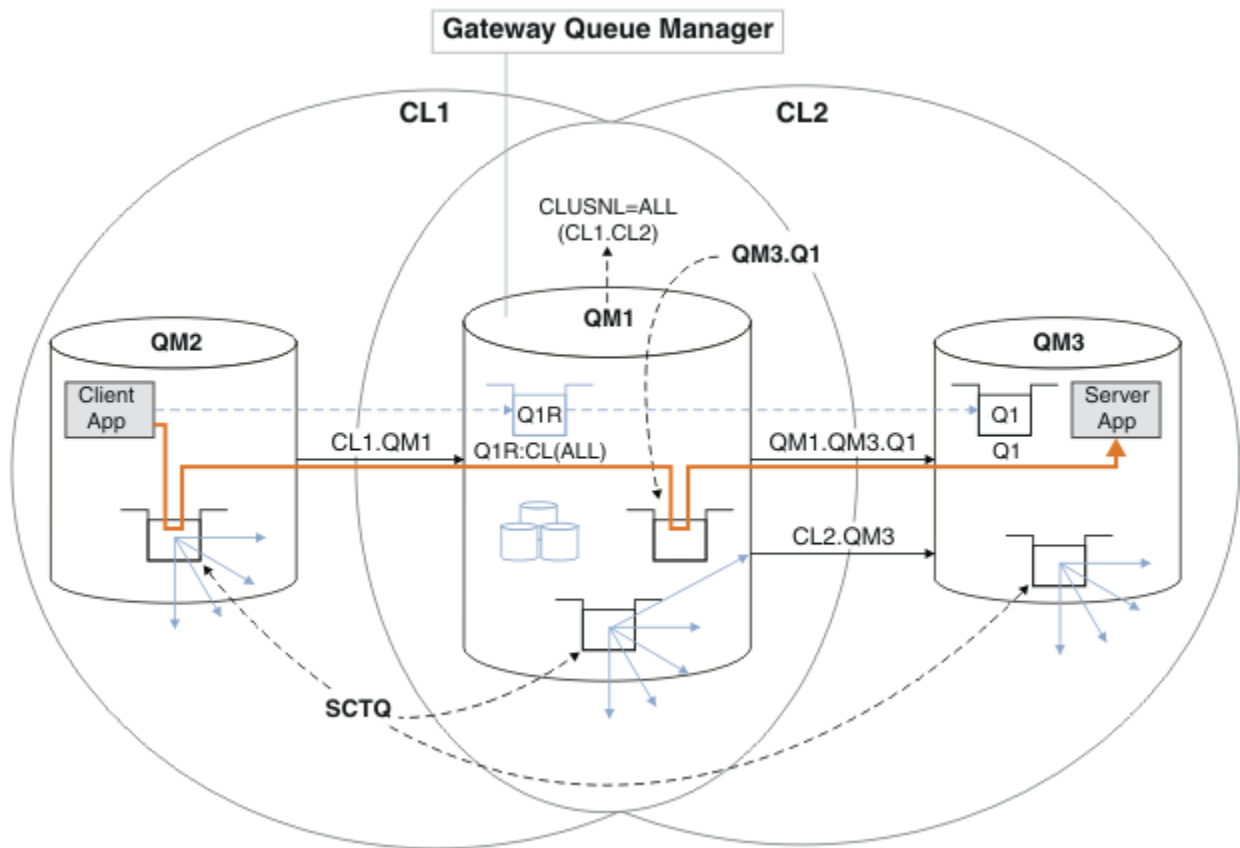 Gateway Queue Manager
CL1
CL2
CLUSNL=ALL
(CL1.CL2)
QM3.Q1
QM2
QM1
QM3
Client
App
Q1R
Q1
Server
App
CL1.QM1
Q1R:CL(ALL)
QM1.QM3.Q1
Q1
CL2.QM3
SCTQ